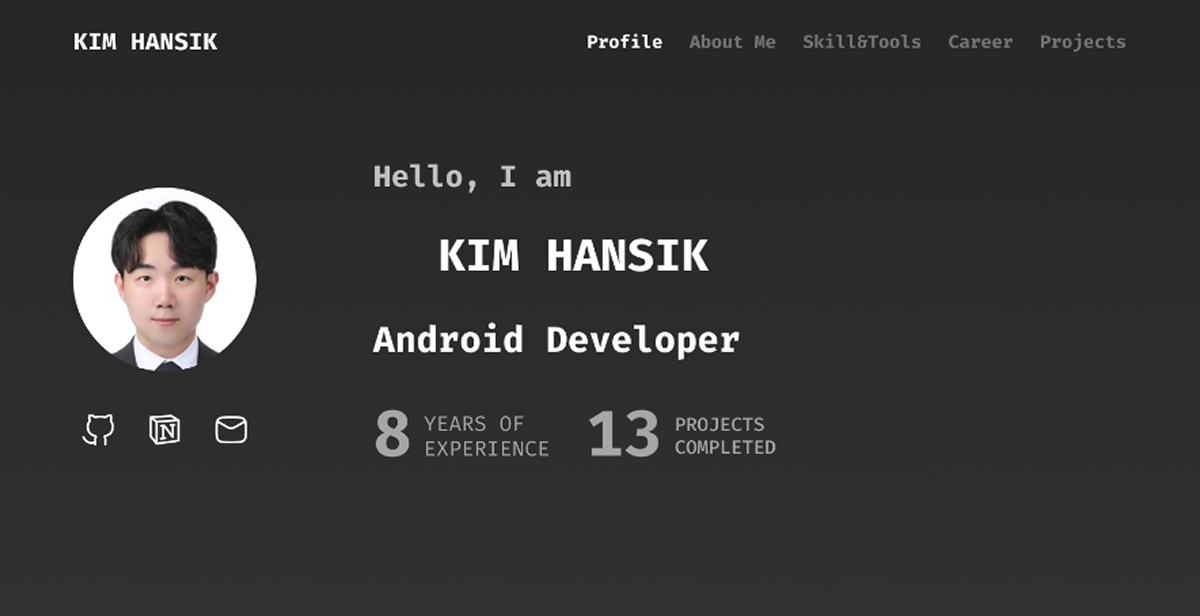 KIM HANSIK
Profile About Me Skill&Tools Career Projects
Hello, I am
KIM HANSIK
Android Developer
8 YEARS OF EXPERIENCE
13 PROJECTS COMPLETED
N